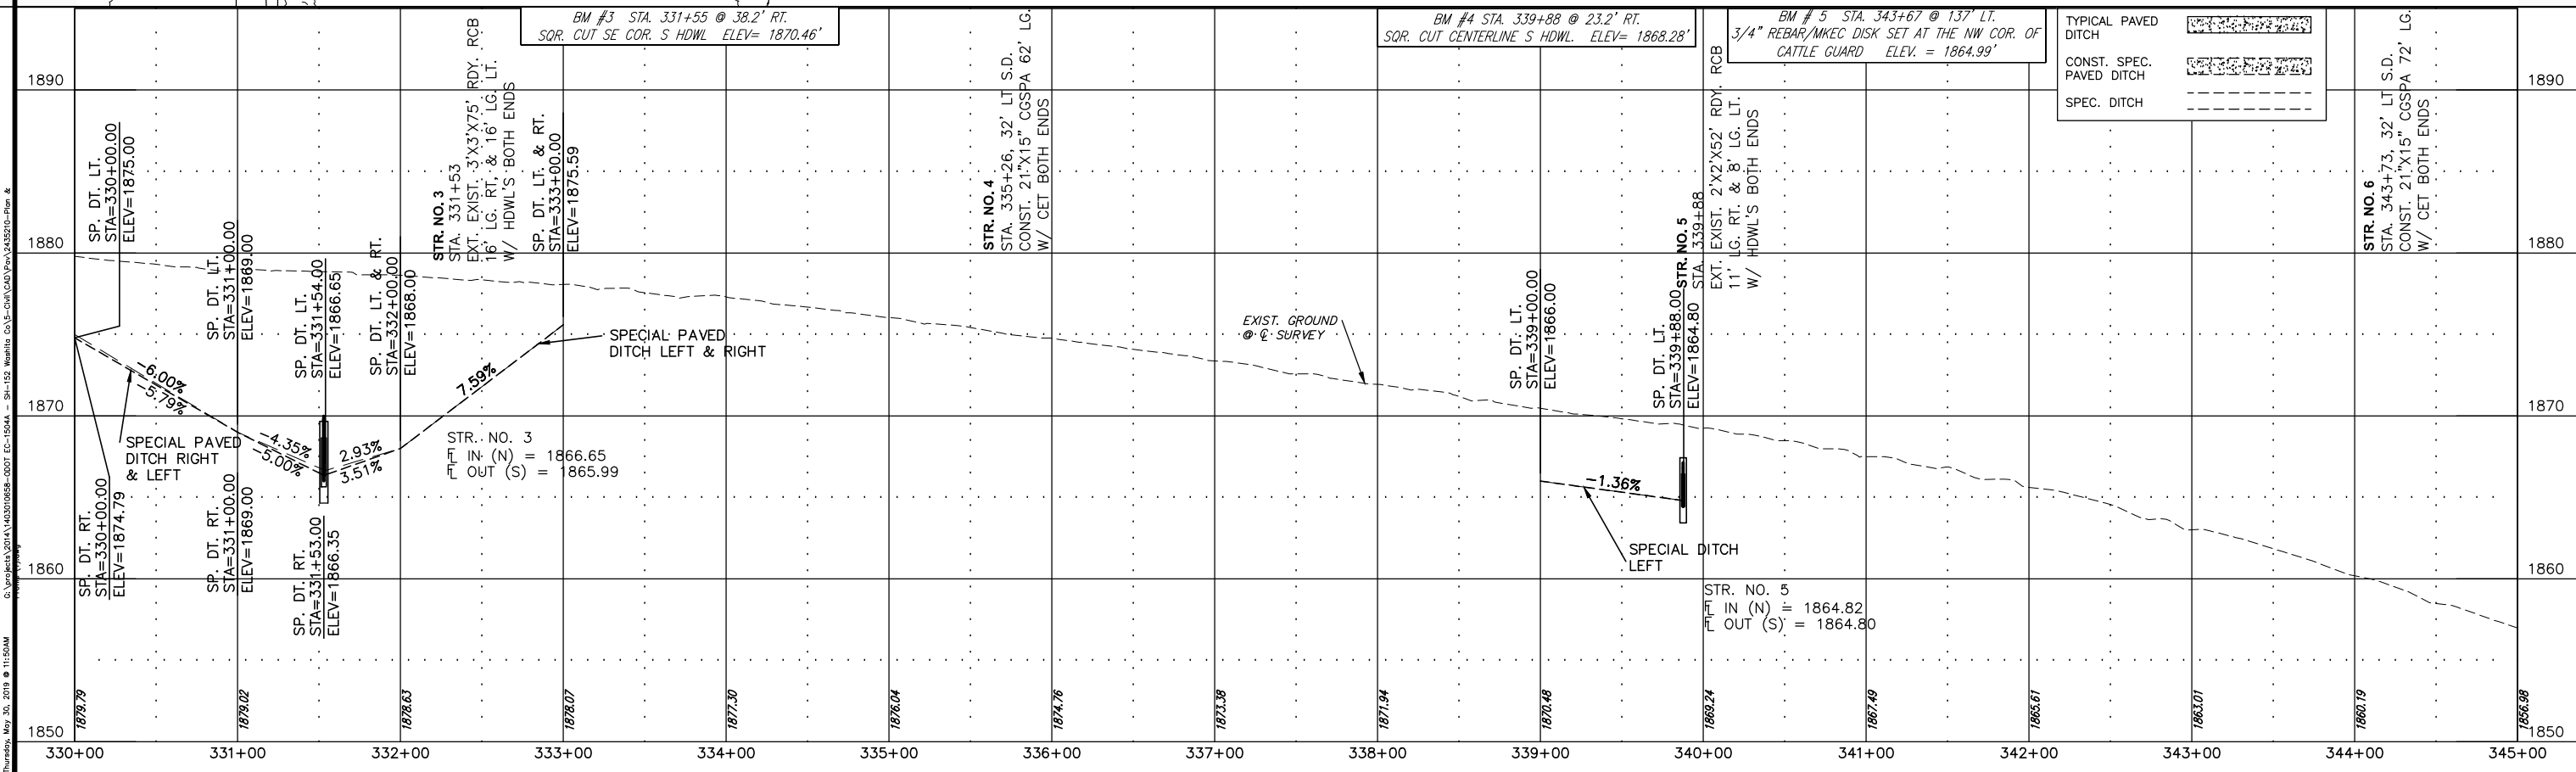 BM #3 STA. 331+55 @ 38.2' RT.
SQR. CUT SE COR. S HDWL ELEV= 1870.46'
BM #4 STA. 339+88 @ 23.2' RT.
SQR. CUT CENTERLINE S HDWL. ELEV= 1868.28'
BM # 5 STA. 343+67 @ 137' LT.
3/4" REBAR/MKEC DISK SET AT THE NW COR. OF
CATTLE GUARD ELEV. = 1864.99'
TYPICAL PAVED
DITCH
CONST. SPEC.
PAVED DITCH
SPEC. DITCH
1890
1890
1880
1880
1870
1870
1860
1860
1850
1850
SP. DT. LT.
STA=330+00.00
ELEV=1875.00
SP. DT. LT.
STA=331+00.00
ELEV=1869.00
SP. DT. LT.
STA=331+54.00
ELEV=1866.65
SP. DT. LT. & RT.
STA=332+00.00
ELEV=1868.00
STR. NO. 3
STA. 331+53
EXT. EXIST. 3'X3'X75' RDY. RCB
16' LG. RT, & 16' LG. LT.
W/ HDWL'S BOTH ENDS
SP. DT. LT. & RT.
STA=333+00.00
ELEV=1875.59
STR. NO. 4
STA. 335+26, 32' LT S.D.
CONST. 21"X15" CGSPA 62' LG.
W/ CET BOTH ENDS
SP. DT. LT.
STA=339+00.00
ELEV=1866.00
SP. DT. LT.
STA=339+88.00
ELEV=1864.80
STR. NO. 5
STA. 339+88
EXT. EXIST. 2'X2'X52' RDY. RCB
11' LG. RT. & 8' LG. LT.
W/ HDWL'S BOTH ENDS
STR. NO. 6
STA. 343+73, 32' LT S.D.
CONST. 21"X15" CGSPA 72' LG.
W/ CET BOTH ENDS
EXIST. GROUND
@ ℄ SURVEY
SPECIAL PAVED
DITCH LEFT & RIGHT
-6.00%
-5.79%
-4.35%
-5.00%
2.93%
3.51%
7.59%
-1.36%
SPECIAL PAVED
DITCH RIGHT
& LEFT
STR. NO. 3
FL IN (N) = 1866.65
FL OUT (S) = 1865.99
SP. DT. RT.
STA=330+00.00
ELEV=1874.79
SP. DT. RT.
STA=331+00.00
ELEV=1869.00
SP. DT. RT.
STA=331+53.00
ELEV=1866.35
SPECIAL DITCH
LEFT
STR. NO. 5
FL IN (N) = 1864.82
FL OUT (S) = 1864.80
1879.79
1879.02
1878.63
1878.07
1877.30
1876.04
1874.76
1873.38
1871.94
1870.48
1869.24
1867.49
1865.61
1863.01
1860.19
1856.98
330+00
331+00
332+00
333+00
334+00
335+00
336+00
337+00
338+00
339+00
340+00
341+00
342+00
343+00
344+00
345+00
Thursday, May 30, 2019 @ 11:50AM